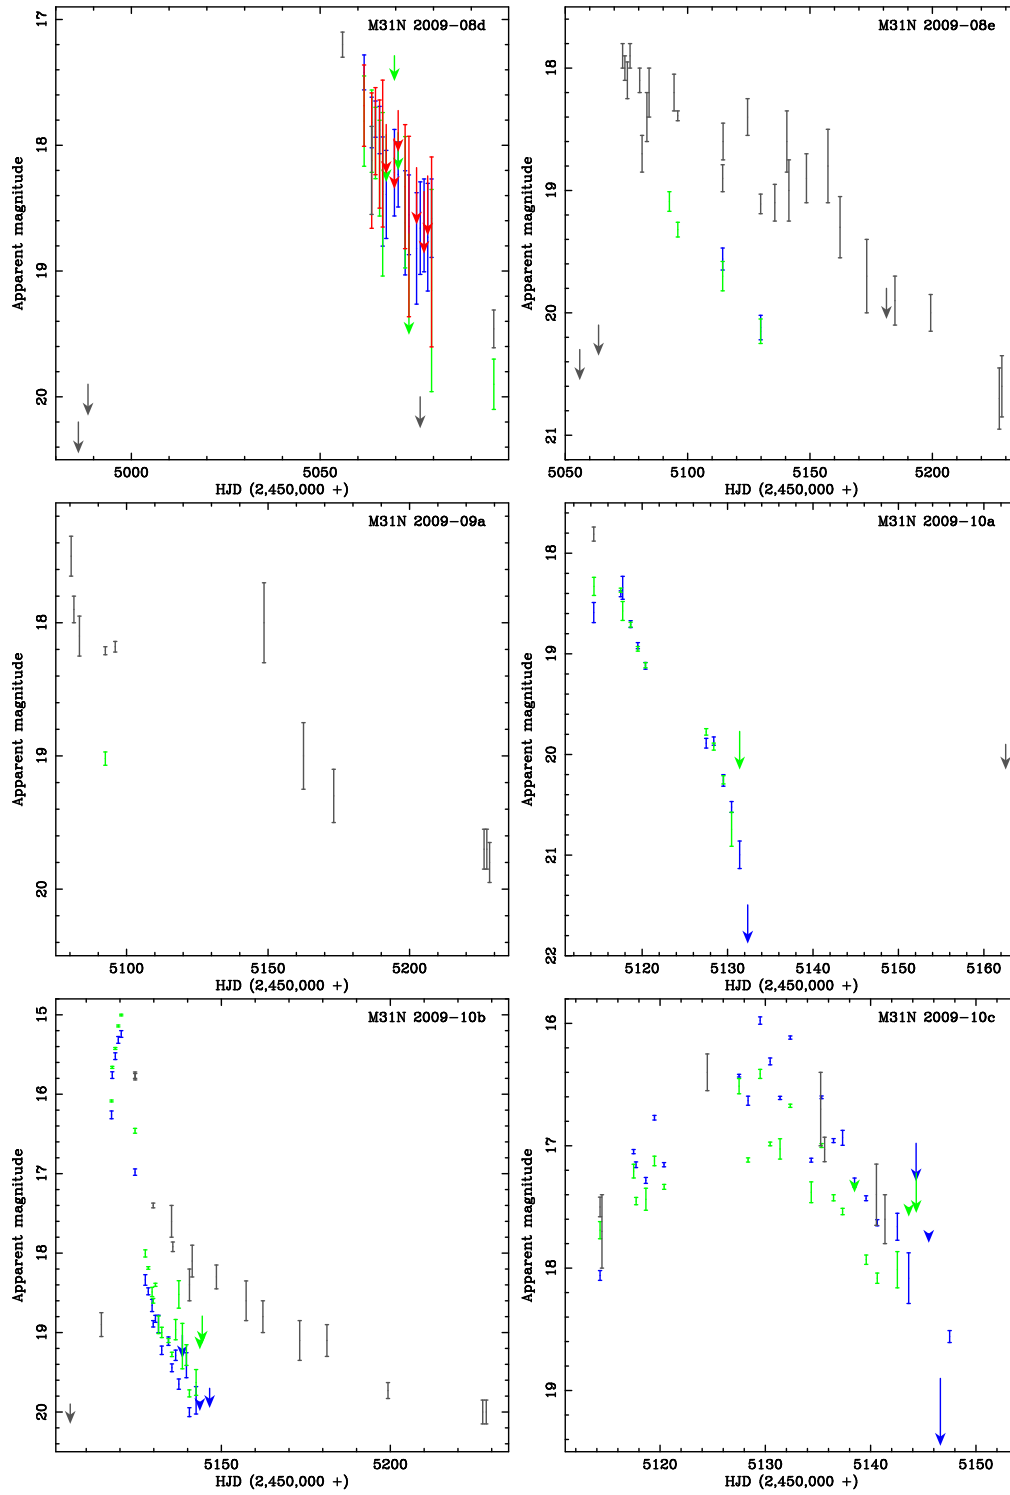 M31N 2009-08d
Apparent magnitude
17
18
19
20
5000
5050
HJD (2,450,000 +)
M31N 2009-08e
Apparent magnitude
18
19
20
21
5050
5100
5150
5200
HJD (2,450,000 +)
M31N 2009-09a
Apparent magnitude
18
19
20
5100
5150
5200
HJD (2,450,000 +)
M31N 2009-10a
Apparent magnitude
18
19
20
21
22
5120
5130
5140
5150
5160
HJD (2,450,000 +)
M31N 2009-10b
Apparent magnitude
15
16
17
18
19
20
5150
5200
HJD (2,450,000 +)
M31N 2009-10c
Apparent magnitude
16
17
18
19
5120
5130
5140
5150
HJD (2,450,000 +)